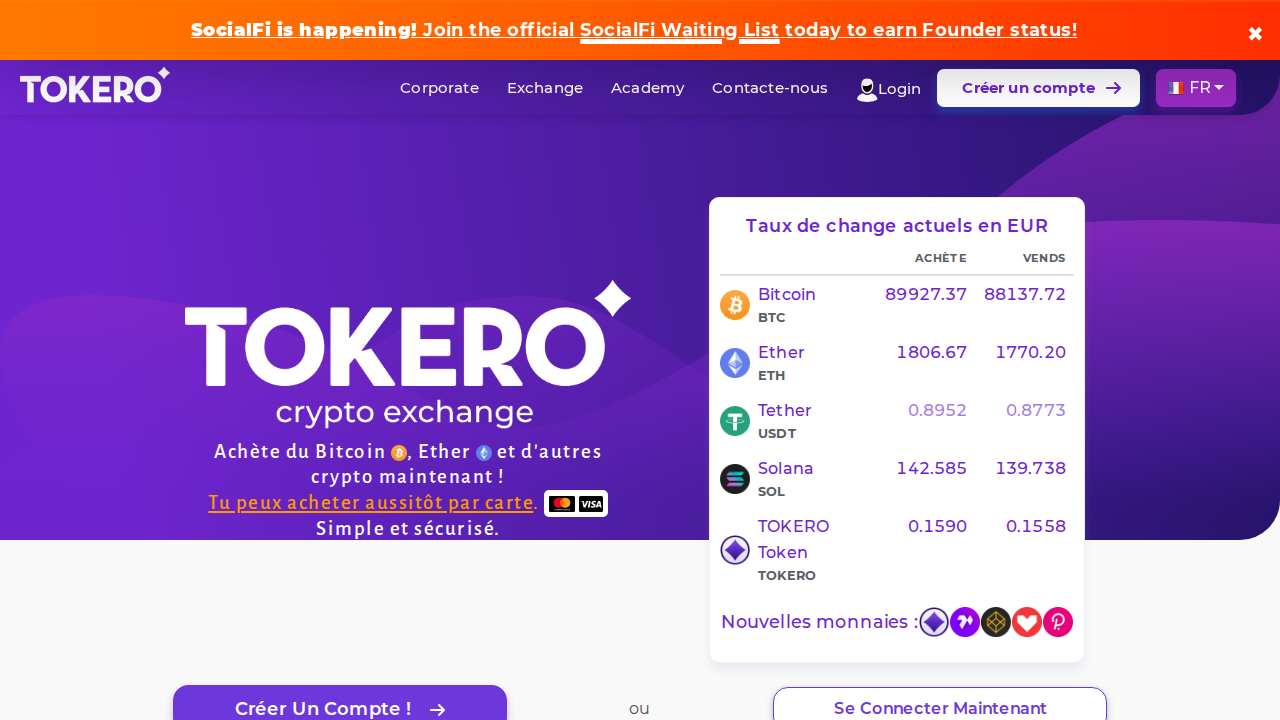 SocialFi is happening! Join the official SocialFi Waiting List today to earn Founder status!
✖
TOKERO
Corporate
Exchange
Academy
Contacte-nous
Login
Créer un compte
FR
TOKERO
crypto exchange
Achète du Bitcoin, Ether et d'autres
crypto maintenant !
Tu peux acheter aussitôt par carte. VISA
Simple et sécurisé.
Taux de change actuels en EUR
ACHÈTE VENDS
Bitcoin 89927.37 88137.72
BTC
Ether 1806.67 1770.20
ETH
Tether 0.8952 0.8773
USDT
Solana 142.585 139.738
SOL
TOKERO 0.1590 0.1558
Token
TOKERO
Nouvelles monnaies :
Créer Un Compte !
ou
Se Connecter Maintenant